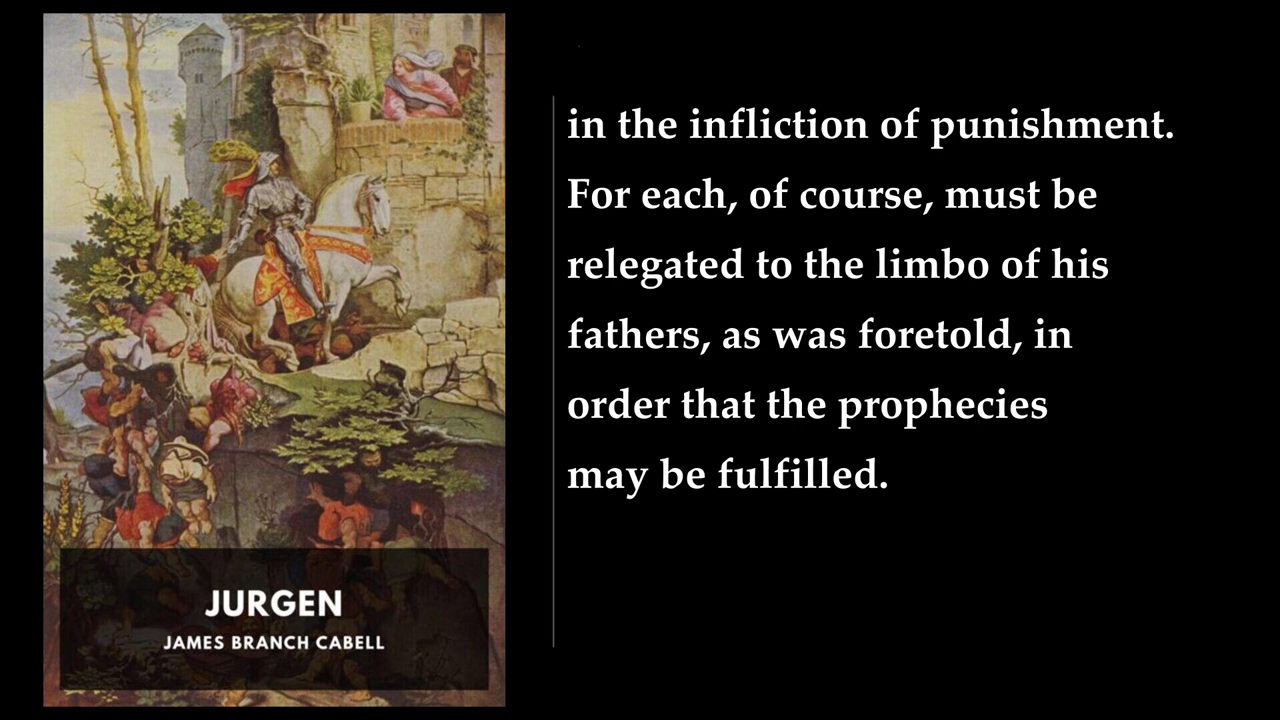 in the infliction of punishment.
For each, of course, must be
relegated to the limbo of his
fathers, as was foretold, in
order that the prophecies
may be fulfilled.
JURGEN
JAMES BRANCH CABELL